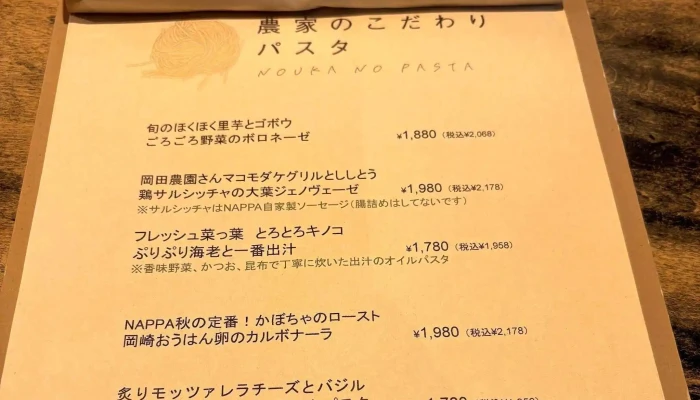 農家のこだわり
パスタ
NOUKA NO PASTA
旬のほくほく里芋とゴボウ
ごろごろ野菜のボロネーゼ ¥1,880（税込¥2,068）
岡田農園さんマコモダケグリルとししとう
鶏サルシッチャの大葉ジェノヴェーゼ ¥1,980（税込¥2,178）
※サルシッチャはNAPPA自家製ソーセージ（腸詰めはしてないです）
フレッシュ菜っ葉 とろとろキノコ
ぷりぷり海老と一番出汁 ¥1,780（税込¥1,958）
※香味野菜、かつお、昆布で丁寧に炊いた出汁のオイルパスタ
NAPPA秋の定番！かぼちゃのロースト
岡崎おうはん卵のカルボナーラ ¥1,980（税込¥2,178）
炙りモッツァレラチーズとバジル